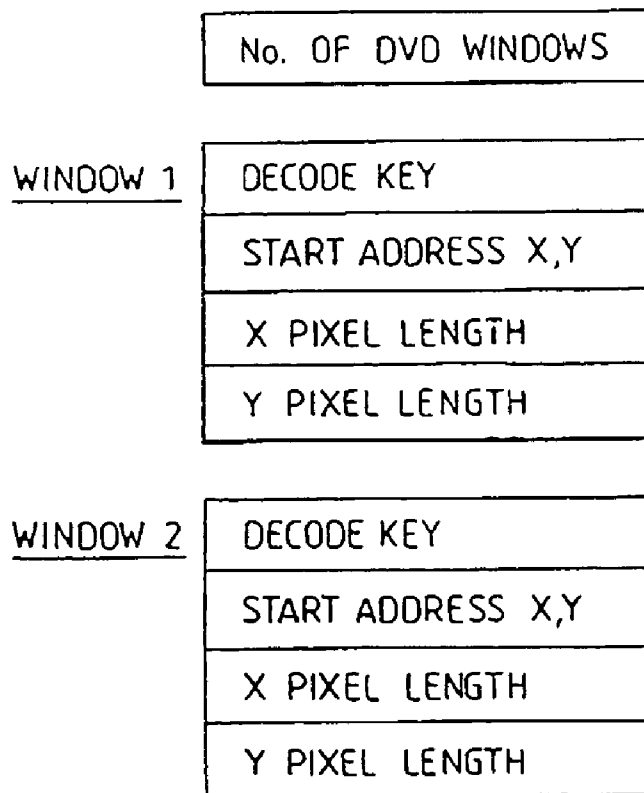 No. OF DVD WINDOWS
WINDOW 1
DECODE KEY
START ADDRESS X,Y
X PIXEL LENGTH
Y PIXEL LENGTH
WINDOW 2
DECODE KEY
START ADDRESS X,Y
X PIXEL LENGTH
Y PIXEL LENGTH